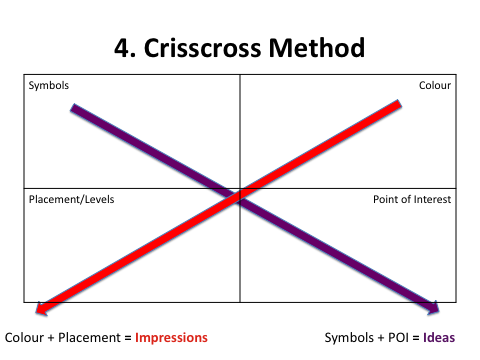 4. Crisscross Method
Symbols
Colour
Placement/Levels
Point of Interest
Colour + Placement = Impressions
Symbols + POI = Ideas